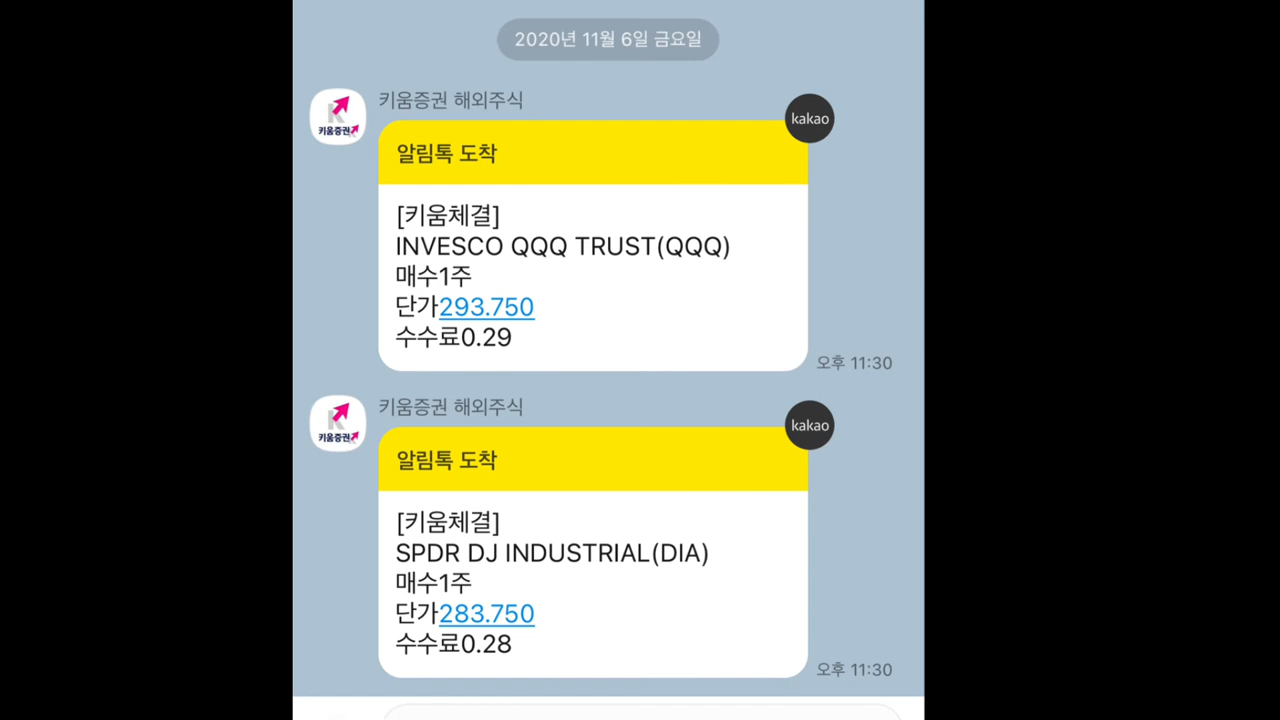 2020년 11월 6일 금요일
키움증권
키움증권 해외주식
kakao
알림톡 도착
[키움체결]
INVESCO QQQ TRUST(QQQ)
매수1주
단가293.750
수수료0.29
오후 11:30
키움증권
키움증권 해외주식
kakao
알림톡 도착
[키움체결]
SPDR DJ INDUSTRIAL(DIA)
매수1주
단가283.750
수수료0.28
오후 11:30